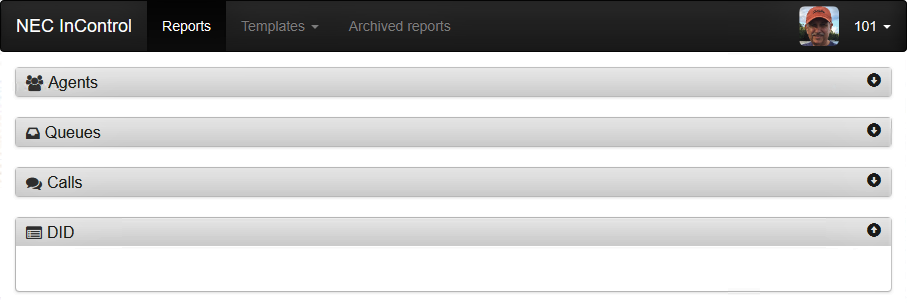 NEC InControl Reports Templates Archived reports 101
Agents
Queues
Calls
DID